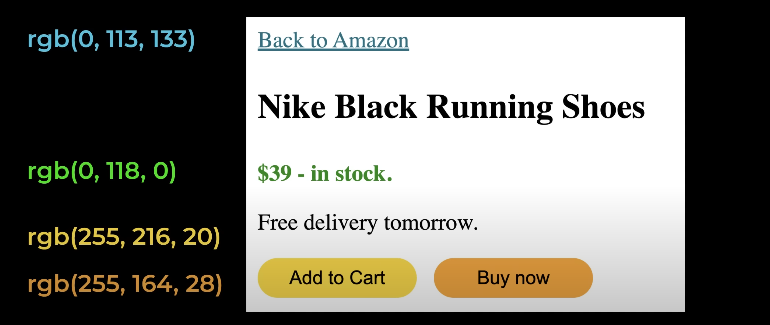 rgb(0, 113, 133)
Back to Amazon
Nike Black Running Shoes
rgb(0, 118, 0)
$39 - in stock.
Free delivery tomorrow.
rgb(255, 216, 20)
rgb(255, 164, 28)
Add to Cart
Buy now